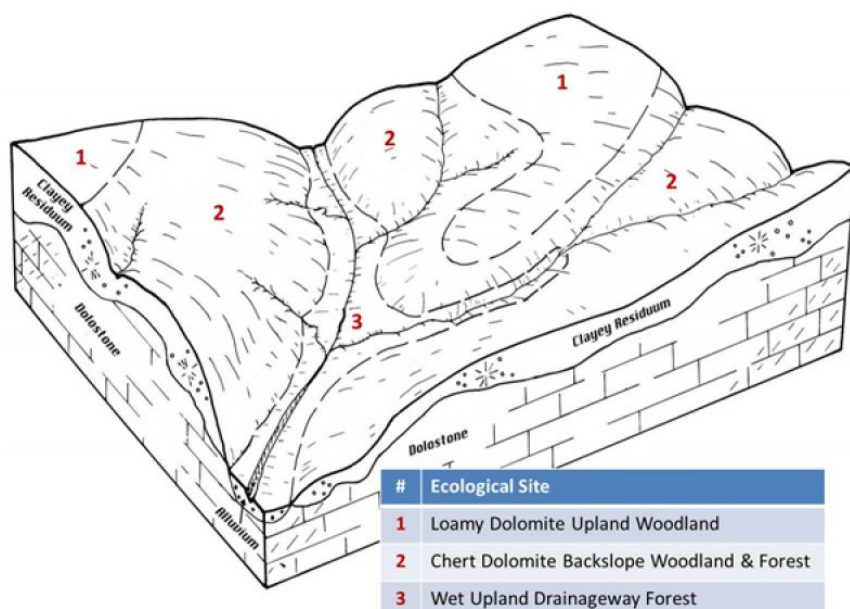 1
2
1
2
2
3
Clayey
Residuum
Dolostone
Alluvium
Clayey Residuum
Dolostone
# Ecological Site
1 Loamy Dolomite Upland Woodland
2 Chert Dolomite Backslope Woodland & Forest
3 Wet Upland Drainageway Forest